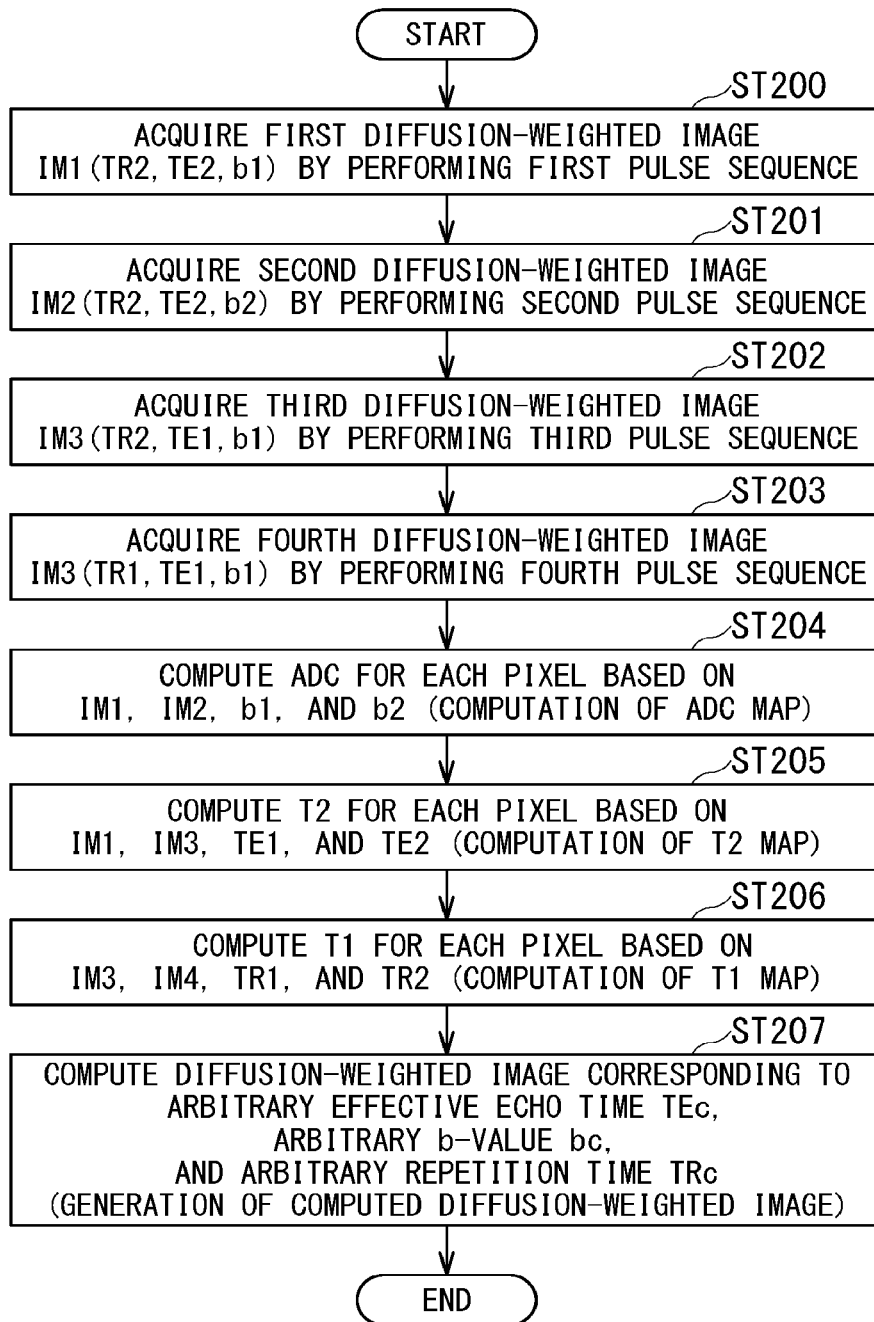 START
ST200
ACQUIRE FIRST DIFFUSION-WEIGHTED IMAGE
IM1(TR2, TE2, b1) BY PERFORMING FIRST PULSE SEQUENCE
ST201
ACQUIRE SECOND DIFFUSION-WEIGHTED IMAGE
IM2(TR2, TE2, b2) BY PERFORMING SECOND PULSE SEQUENCE
ST202
ACQUIRE THIRD DIFFUSION-WEIGHTED IMAGE
IM3(TR2, TE1, b1) BY PERFORMING THIRD PULSE SEQUENCE
ST203
ACQUIRE FOURTH DIFFUSION-WEIGHTED IMAGE
IM3(TR1, TE1, b1) BY PERFORMING FOURTH PULSE SEQUENCE
ST204
COMPUTE ADC FOR EACH PIXEL BASED ON
IM1, IM2, b1, AND b2 (COMPUTATION OF ADC MAP)
ST205
COMPUTE T2 FOR EACH PIXEL BASED ON
IM1, IM3, TE1, AND TE2 (COMPUTATION OF T2 MAP)
ST206
COMPUTE T1 FOR EACH PIXEL BASED ON
IM3, IM4, TR1, AND TR2 (COMPUTATION OF T1 MAP)
ST207
COMPUTE DIFFUSION-WEIGHTED IMAGE CORRESPONDING TO
ARBITRARY EFFECTIVE ECHO TIME TEc,
ARBITRARY b-VALUE bc,
AND ARBITRARY REPETITION TIME TRc
(GENERATION OF COMPUTED DIFFUSION-WEIGHTED IMAGE)
END